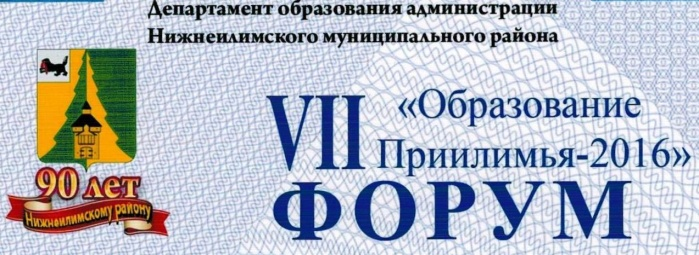 Департамент образования администрации
Нижнеилимского муниципального района
VII «Образование
Приилимья-2016»
ФОРУМ
90 лет
Нижнеилимскому району